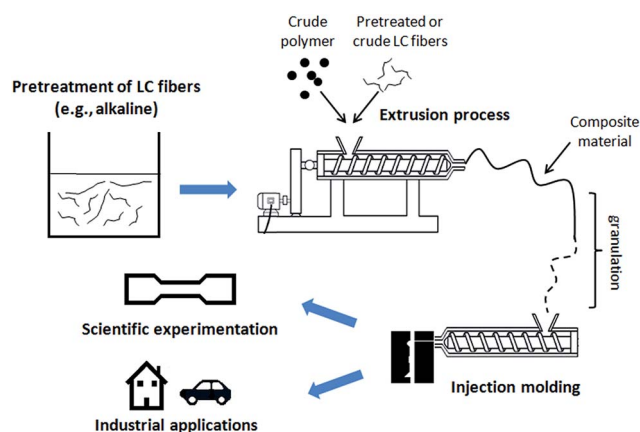 Crude
polymer
Pretreated or
crude LC fibers
Pretreatment of LC fibers
(e.g., alkaline)
Extrusion process
Composite
material
granulation
Scientific experimentation
Injection molding
Industrial applications